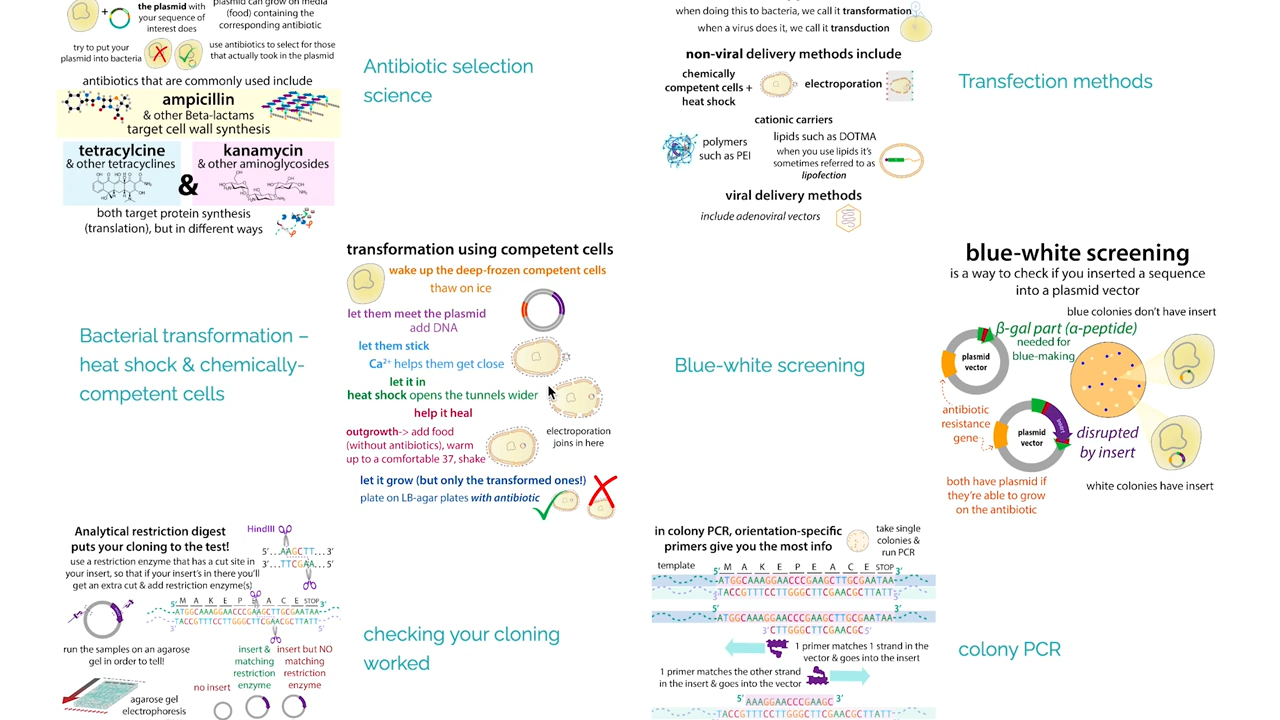 the plasmid with
your sequence of
interest does
plasmid can grow on media
(food) containing the
corresponding antibiotic
try to put your
plasmid into bacteria
use antibiotics to select for those
that actually took in the plasmid
antibiotics that are commonly used include
ampicillin
& other Beta-lactams
target cell wall synthesis
tetracylcine
& other tetracyclines
&
kanamycin
& other aminoglycosides
both target protein synthesis
(translation), but in different ways
Antibiotic selection
science
when doing this to bacteria, we call it transformation
when a virus does it, we call it transduction
non-viral delivery methods include
chemically
competent cells +
heat shock
electroporation
cationic carriers
polymers
such as PEI
lipids such as DOTMA
when you use lipids it's
sometimes referred to as
lipofection
viral delivery methods
include adenoviral vectors
Transfection methods
Bacterial transformation –
heat shock & chemically-
competent cells
transformation using competent cells
wake up the deep-frozen competent cells
thaw on ice
let them meet the plasmid
add DNA
let them stick
Ca²⁺ helps them get close
let it in
heat shock opens the tunnels wider
help it heal
outgrowth-> add food
(without antibiotics), warm
up to a comfortable 37, shake
electroporation
joins in here
let it grow (but only the transformed ones!)
plate on LB-agar plates with antibiotic
Blue-white screening
blue-white screening
is a way to check if you inserted a sequence
into a plasmid vector
blue colonies don't have insert
β-gal part (α-peptide)
needed for
blue-making
plasmid
vector
antibiotic
resistance
gene
plasmid
vector
insert
disrupted
by insert
both have plasmid if
they're able to grow
on the antibiotic
white colonies have insert
Analytical restriction digest
puts your cloning to the test!
use a restriction enzyme that has a cut site in
your insert, so that if your insert's in there you'll
get an extra cut & add restriction enzyme(s)
HindIII
5'...AAGCTT...3'
3'...TTCGAA...5'
M A K E P E A C E STOP
5' ATGGCAAAGGAACCCGAAGCTTGCGAATAA 3'
3' TACCGTTTCCTTGGGCTTCGAACGCTTATT 5'
run the samples on an agarose
gel in order to tell!
agarose gel
electrophoresis
no insert
insert &
matching
restriction
enzyme
insert but NO
matching
restriction
enzyme
checking your cloning
worked
in colony PCR, orientation-specific
primers give you the most info
take single
colonies &
run PCR
template
M A K E P E A C E STOP
5' ATGGCAAAGGAACCCGAAGCTTGCGAATAA 3'
TACCGTTTCCTTGGGCTTCGAACGCTTATT
5' ATGGCAAAGGAACCCGAAGCTTGCGAATAA 3'
3' CTTGGGCTTCGAACGC 5'
1 primer matches 1 strand in the
vector & goes into the insert
1 primer matches the other strand
in the insert & goes into the vector
5' AAAGGAACCCGAAGC 3'
TACCGTTTCCTTGGGCTTCGAACGCTTATT
colony PCR